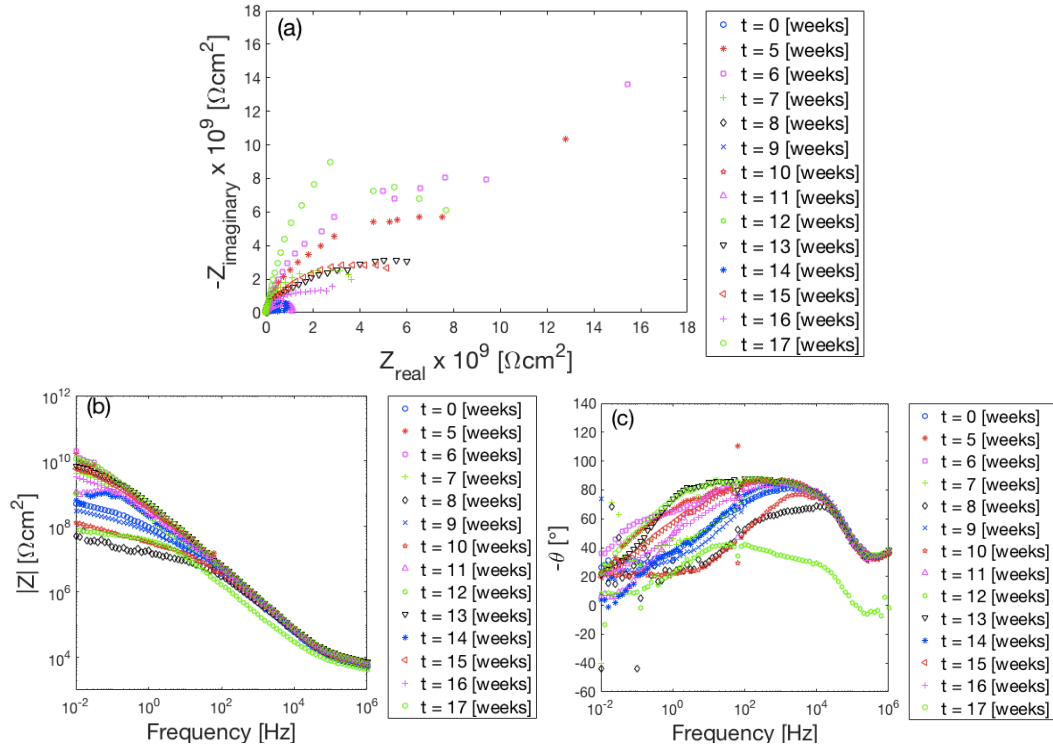 (a)
-Z_imaginary x 10^9 [Ωcm^2]
18
16
14
12
10
8
6
4
2
0
0 2 4 6 8 10 12 14 16 18
Z_real x 10^9 [Ωcm^2]
t = 0 [weeks]
t = 5 [weeks]
t = 6 [weeks]
t = 7 [weeks]
t = 8 [weeks]
t = 9 [weeks]
t = 10 [weeks]
t = 11 [weeks]
t = 12 [weeks]
t = 13 [weeks]
t = 14 [weeks]
t = 15 [weeks]
t = 16 [weeks]
t = 17 [weeks]
(b)
|Z| [Ωcm^2]
10^12
10^10
10^8
10^6
10^4
10^-2 10^0 10^2 10^4 10^6
Frequency [Hz]
t = 0 [weeks]
t = 5 [weeks]
t = 6 [weeks]
t = 7 [weeks]
t = 8 [weeks]
t = 9 [weeks]
t = 10 [weeks]
t = 11 [weeks]
t = 12 [weeks]
t = 13 [weeks]
t = 14 [weeks]
t = 15 [weeks]
t = 16 [weeks]
t = 17 [weeks]
(c)
-θ [°]
140
120
100
80
60
40
20
0
-20
-40
-60
10^-2 10^0 10^2 10^4 10^6
Frequency [Hz]
t = 0 [weeks]
t = 5 [weeks]
t = 6 [weeks]
t = 7 [weeks]
t = 8 [weeks]
t = 9 [weeks]
t = 10 [weeks]
t = 11 [weeks]
t = 12 [weeks]
t = 13 [weeks]
t = 14 [weeks]
t = 15 [weeks]
t = 16 [weeks]
t = 17 [weeks]